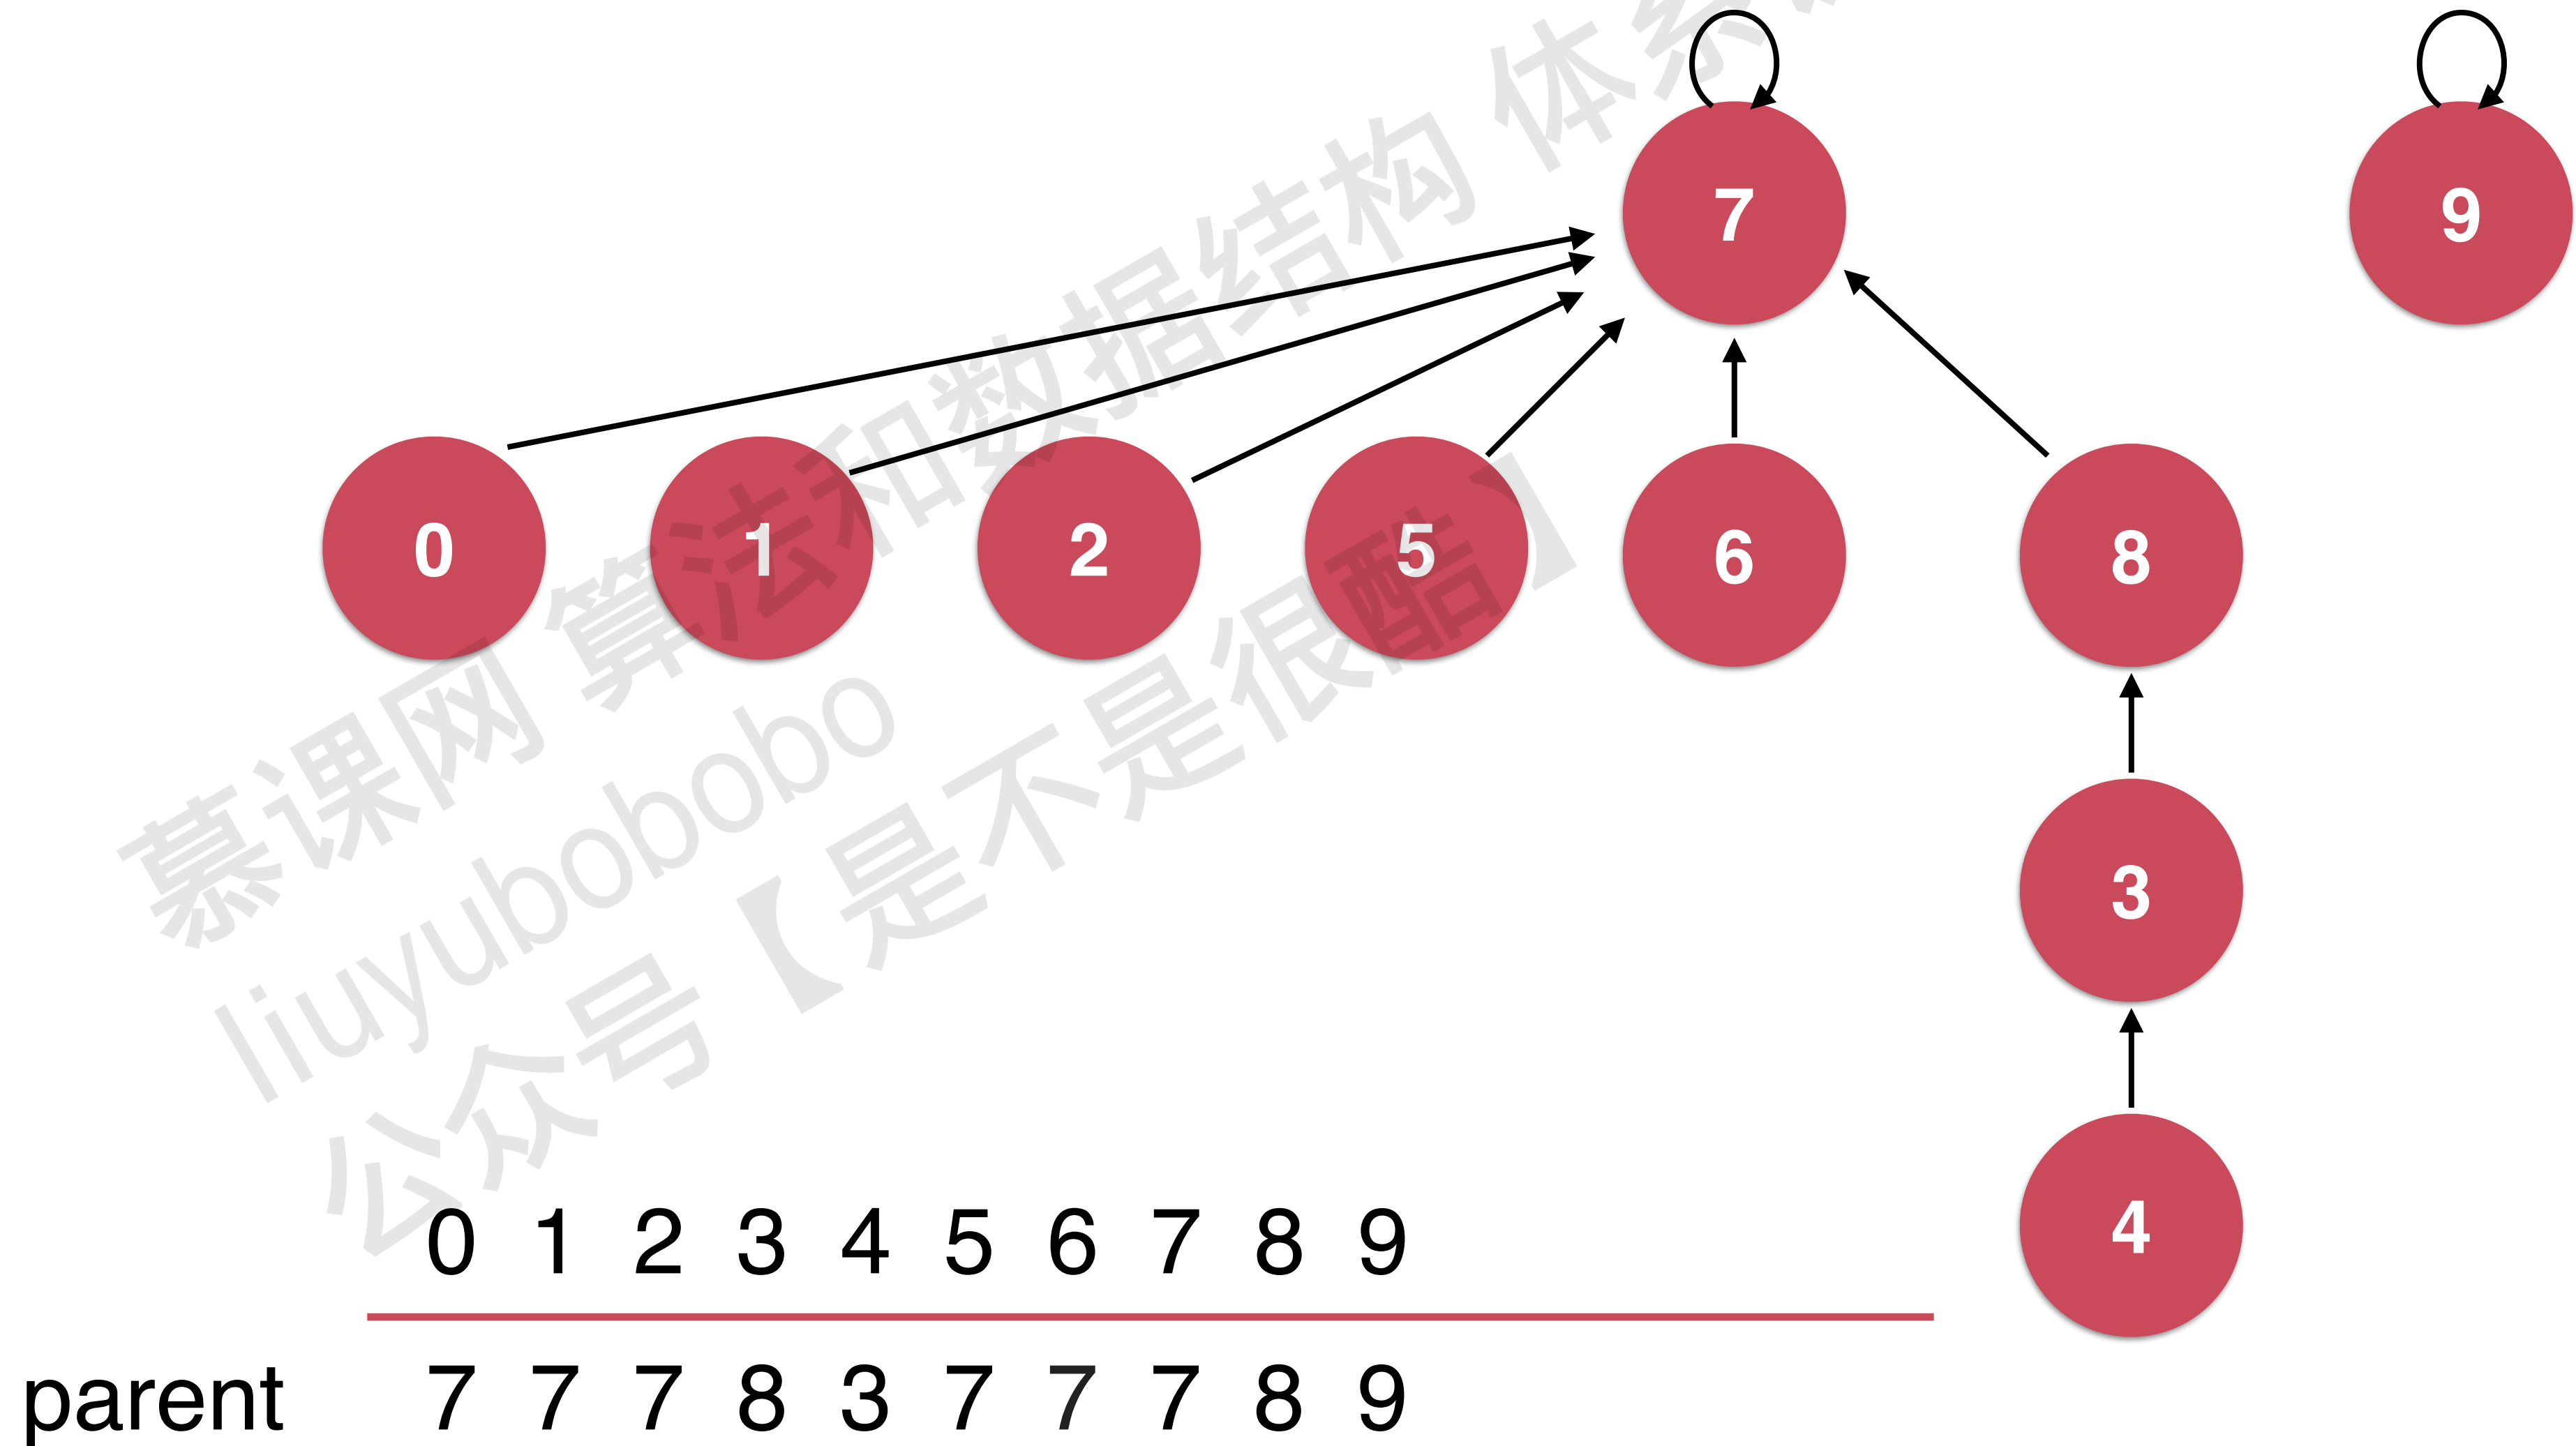 7 9
0 1 2 5 6 8
3
4
慕课网 算法和数据结构 体系
liuyubobobo
公众号【是不是很酷】
0 1 2 3 4 5 6 7 8 9
parent 7 7 7 8 3 7 7 7 8 9